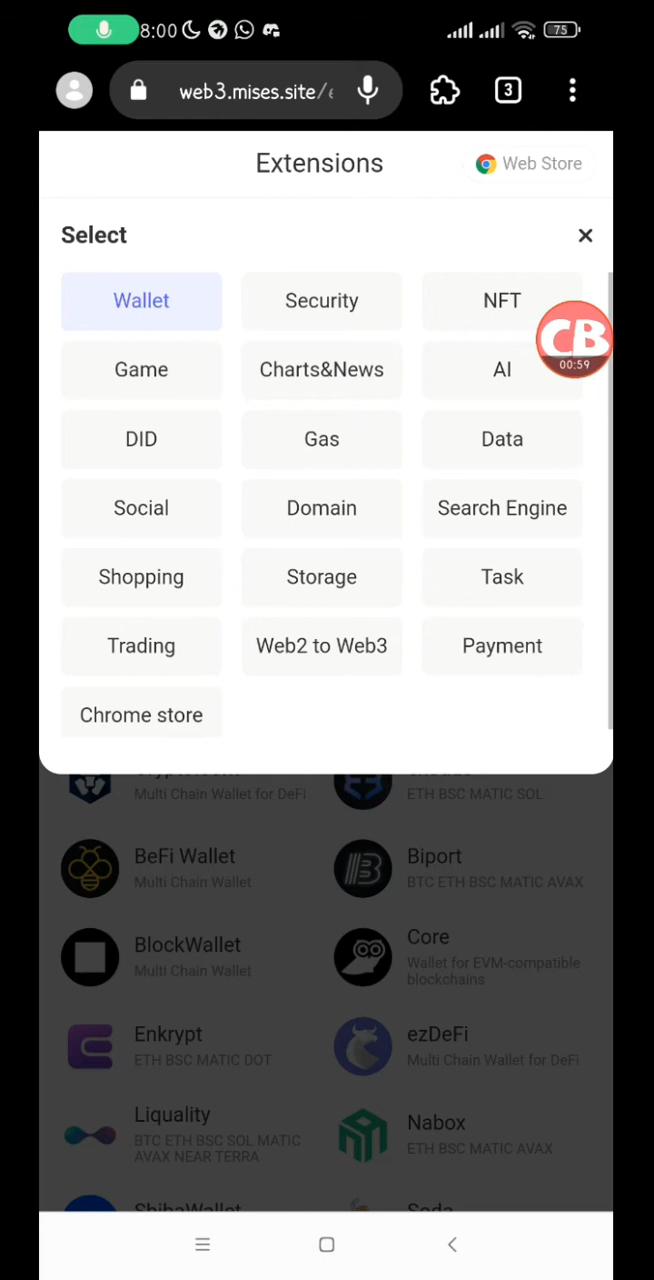 8:00
75
web3.mises.site/
3
Extensions
Web Store
Select
×
Wallet
Security
NFT
CB
00:59
Game
Charts&News
AI
DID
Gas
Data
Social
Domain
Search Engine
Shopping
Storage
Task
Trading
Web2 to Web3
Payment
Chrome store
Multi Chain Wallet for DeFi
ETH BSC MATIC SOL
BeFi Wallet
Multi Chain Wallet
Biport
BTC ETH BSC MATIC AVAX
BlockWallet
Multi Chain Wallet
Core
Wallet for EVM-compatible
blockchains
Enkrypt
ETH BSC MATIC DOT
ezDeFi
Multi Chain Wallet for DeFi
Liquality
BTC ETH BSC SOL MATIC
AVAX NEAR TERRA
Nabox
ETH BSC MATIC AVAX
ShibaWallet